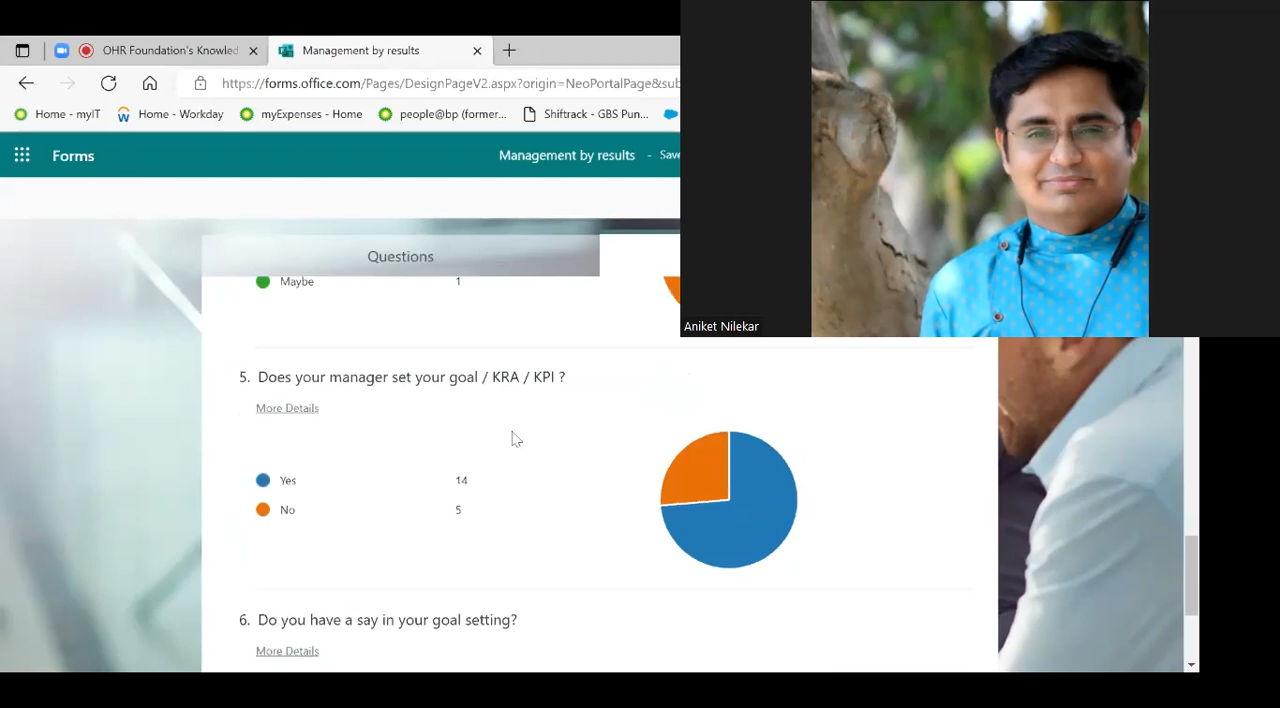 OHR Foundation's Knowled
Management by results
https://forms.office.com/Pages/DesignPageV2.aspx?origin=NeoPortalPage&sub
Home - myIT
Home - Workday
myExpenses - Home
people@bp (former...
Shiftrack - GBS Pun...
Forms
Management by results - Save
Questions
Aniket Nilekar
Maybe 1
5. Does your manager set your goal / KRA / KPI ?
More Details
Yes 14
No 5
6. Do you have a say in your goal setting?
More Details